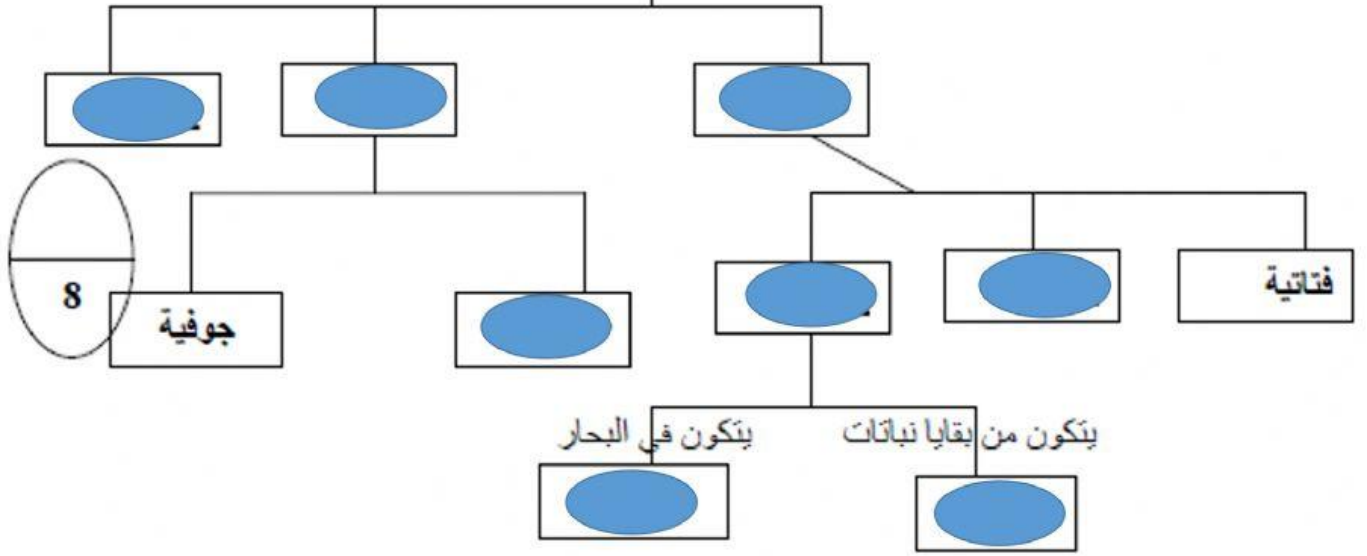 فتاتية
جوفية
8
يتكون من بقايا نباتات
يتكون في البحار